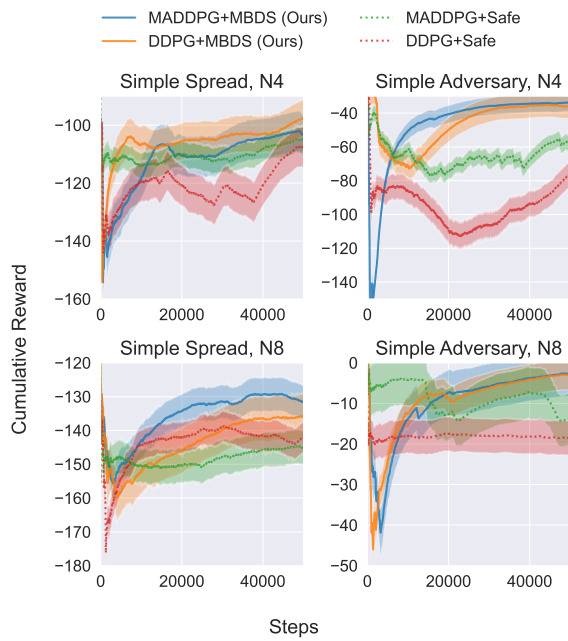 MADDPG+MBDS (Ours) MADDPG+Safe
DDPG+MBDS (Ours) DDPG+Safe
Simple Spread, N4 Simple Adversary, N4
−100
−120
−140
−160
0 20000 40000
−40
−60
−80
−100
−120
−140
0 20000 40000
Cumulative Reward
Simple Spread, N8 Simple Adversary, N8
−120
−130
−140
−150
−160
−170
−180
0 20000 40000
0
−10
−20
−30
−40
−50
0 20000 40000
Steps